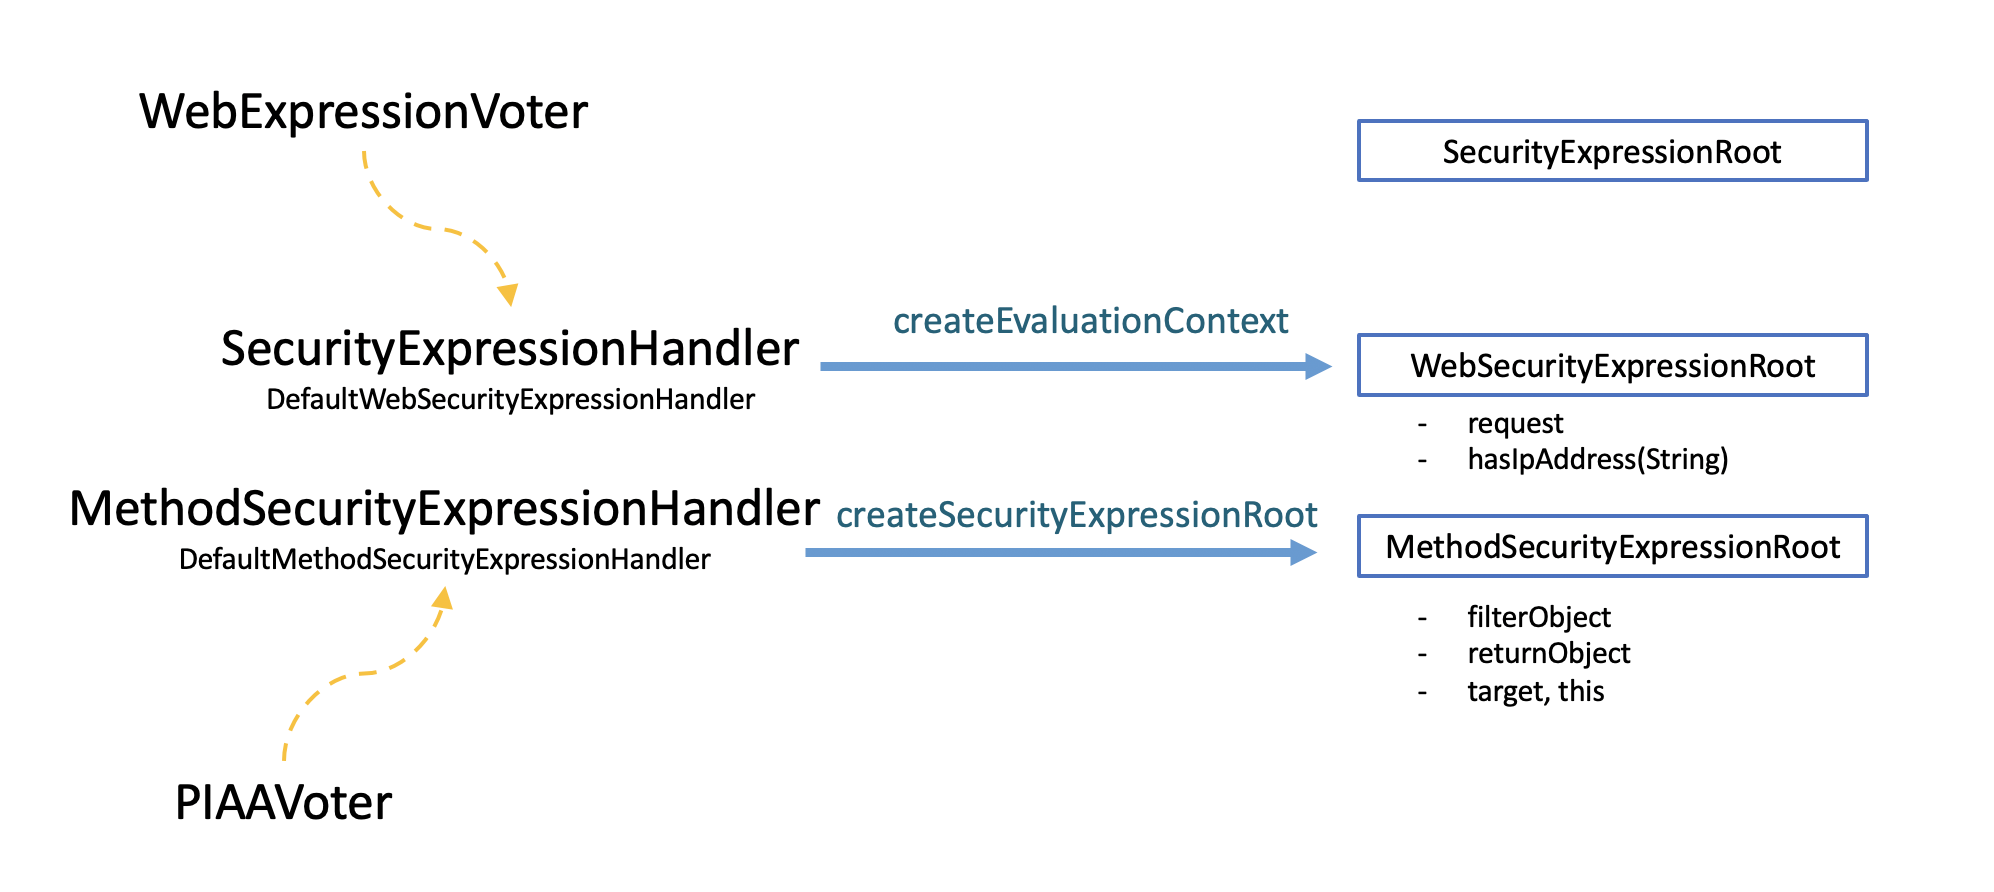 WebExpressionVoter
SecurityExpressionRoot
createEvaluationContext
SecurityExpressionHandler
DefaultWebSecurityExpressionHandler
WebSecurityExpressionRoot
- request
- hasIpAddress(String)
MethodSecurityExpressionHandler
DefaultMethodSecurityExpressionHandler
createSecurityExpressionRoot
MethodSecurityExpressionRoot
- filterObject
- returnObject
- target, this
PIAAVoter